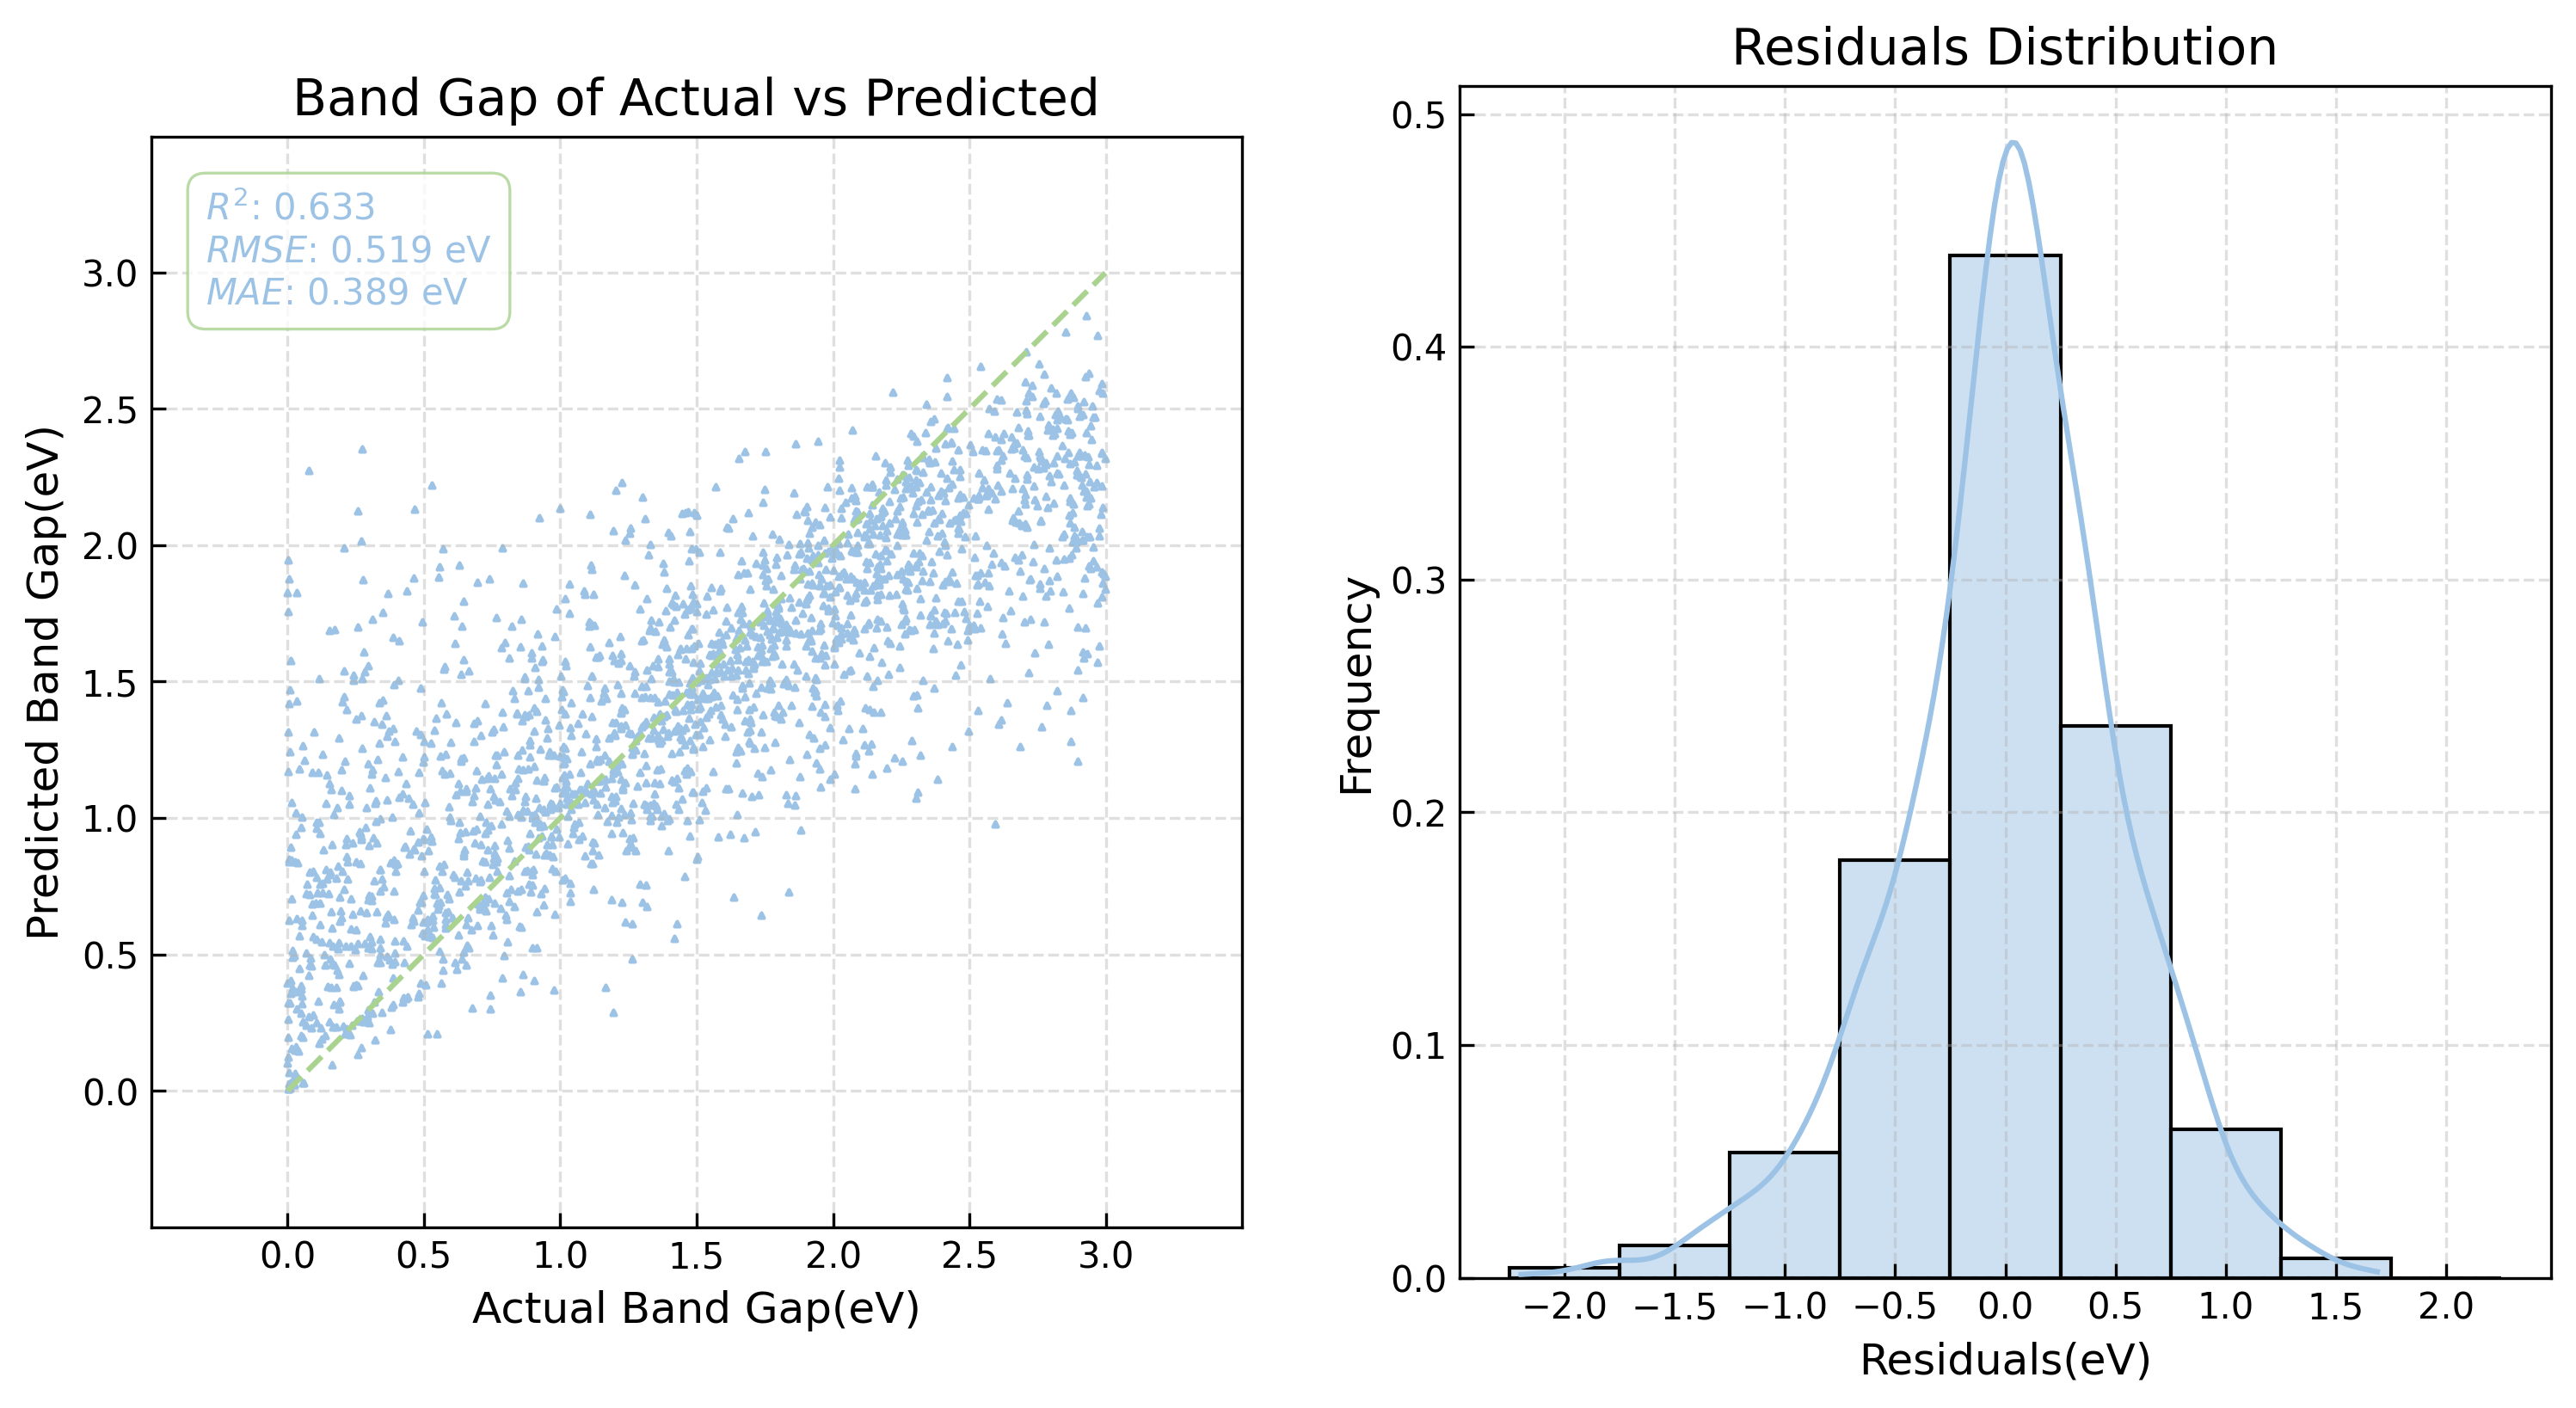 Band Gap of Actual vs Predicted
R²: 0.633
RMSE: 0.519 eV
MAE: 0.389 eV
Predicted Band Gap(eV)
3.0
2.5
2.0
1.5
1.0
0.5
0.0
0.0 0.5 1.0 1.5 2.0 2.5 3.0
Actual Band Gap(eV)
Residuals Distribution
Frequency
0.5
0.4
0.3
0.2
0.1
0.0
−2.0 −1.5 −1.0 −0.5 0.0 0.5 1.0 1.5 2.0
Residuals(eV)